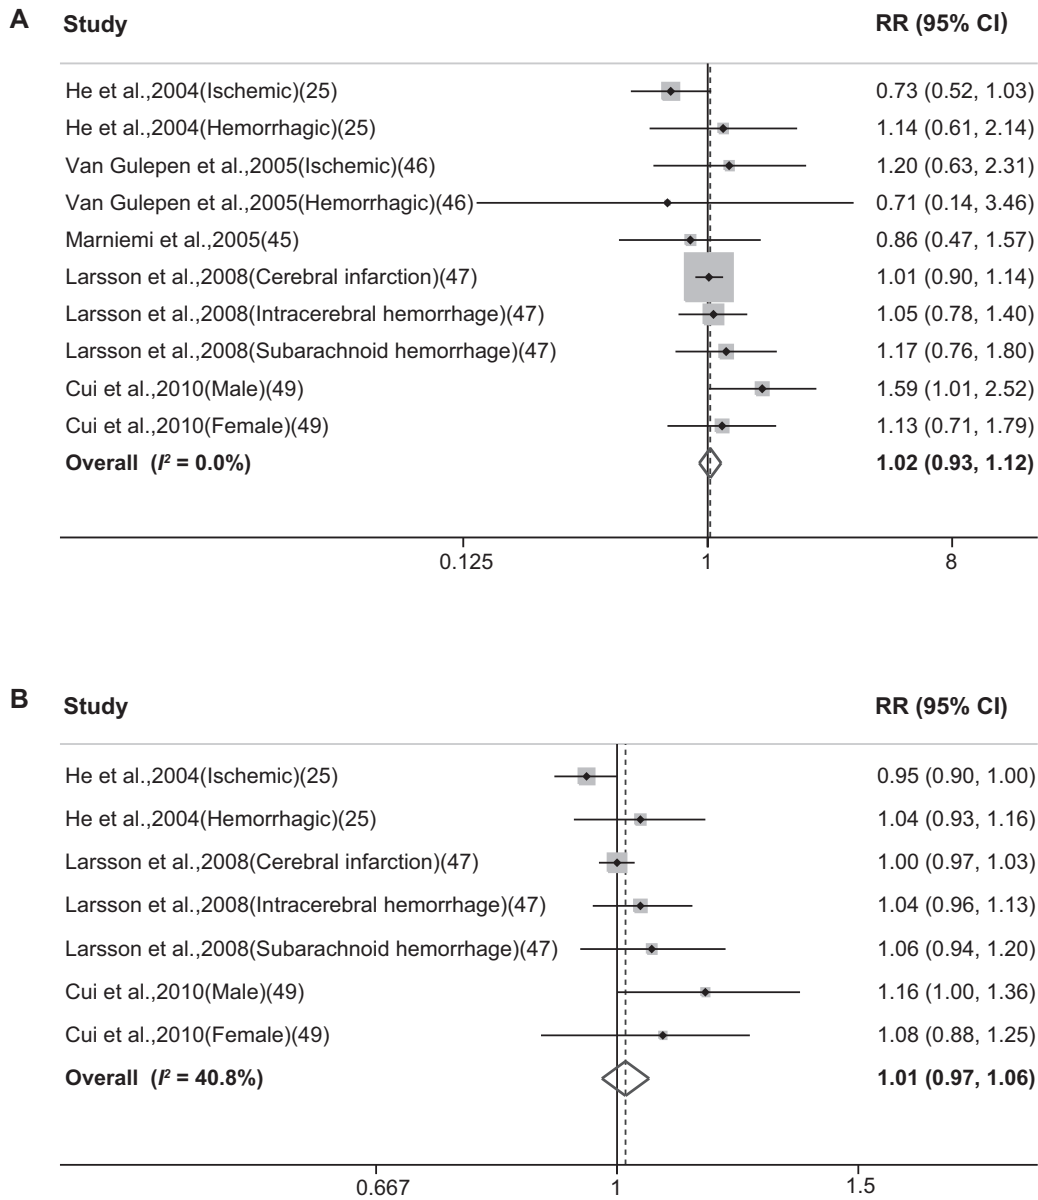 A Study RR (95% CI)
He et al.,2004(Ischemic)(25) 0.73 (0.52, 1.03)
He et al.,2004(Hemorrhagic)(25) 1.14 (0.61, 2.14)
Van Gulepen et al.,2005(Ischemic)(46) 1.20 (0.63, 2.31)
Van Gulepen et al.,2005(Hemorrhagic)(46) 0.71 (0.14, 3.46)
Marniemi et al.,2005(45) 0.86 (0.47, 1.57)
Larsson et al.,2008(Cerebral infarction)(47) 1.01 (0.90, 1.14)
Larsson et al.,2008(Intracerebral hemorrhage)(47) 1.05 (0.78, 1.40)
Larsson et al.,2008(Subarachnoid hemorrhage)(47) 1.17 (0.76, 1.80)
Cui et al.,2010(Male)(49) 1.59 (1.01, 2.52)
Cui et al.,2010(Female)(49) 1.13 (0.71, 1.79)
Overall (I² = 0.0%) 1.02 (0.93, 1.12)
0.125 1 8
B Study RR (95% CI)
He et al.,2004(Ischemic)(25) 0.95 (0.90, 1.00)
He et al.,2004(Hemorrhagic)(25) 1.04 (0.93, 1.16)
Larsson et al.,2008(Cerebral infarction)(47) 1.00 (0.97, 1.03)
Larsson et al.,2008(Intracerebral hemorrhage)(47) 1.04 (0.96, 1.13)
Larsson et al.,2008(Subarachnoid hemorrhage)(47) 1.06 (0.94, 1.20)
Cui et al.,2010(Male)(49) 1.16 (1.00, 1.36)
Cui et al.,2010(Female)(49) 1.08 (0.88, 1.25)
Overall (I² = 40.8%) 1.01 (0.97, 1.06)
0.667 1 1.5